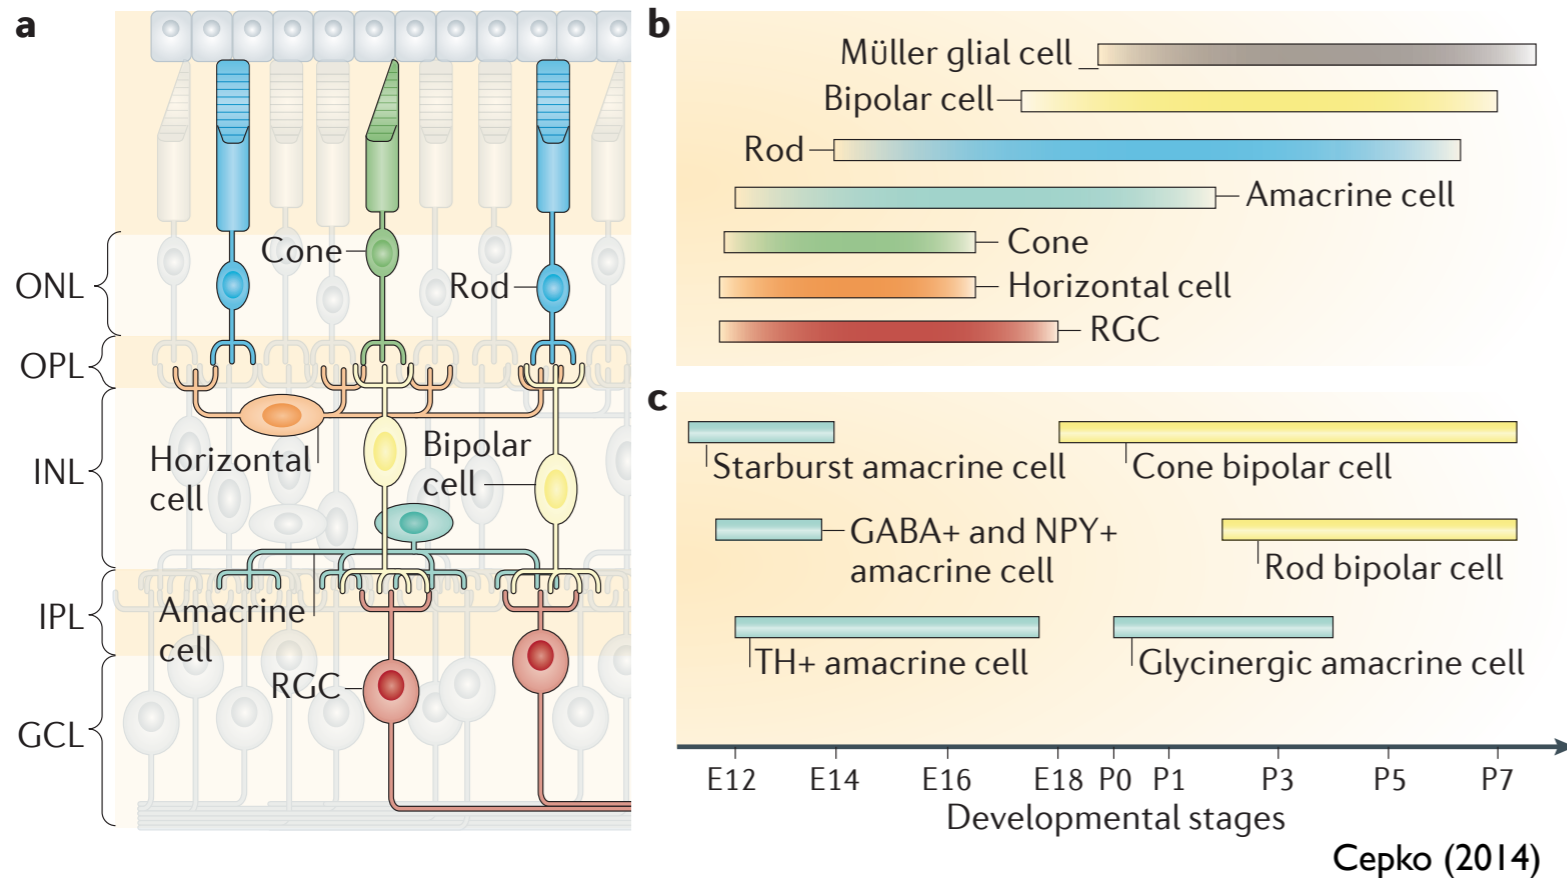 a
Cone
Rod
ONL
OPL
INL
Horizontal
cell
Bipolar
cell
IPL
Amacrine
cell
RGC
GCL
b
Müller glial cell
Bipolar cell
Rod
Amacrine cell
Cone
Horizontal cell
RGC
c
Starburst amacrine cell
Cone bipolar cell
GABA+ and NPY+
amacrine cell
Rod bipolar cell
TH+ amacrine cell
Glycinergic amacrine cell
E12 E14 E16 E18 P0 P1 P3 P5 P7
Developmental stages
Cepko (2014)